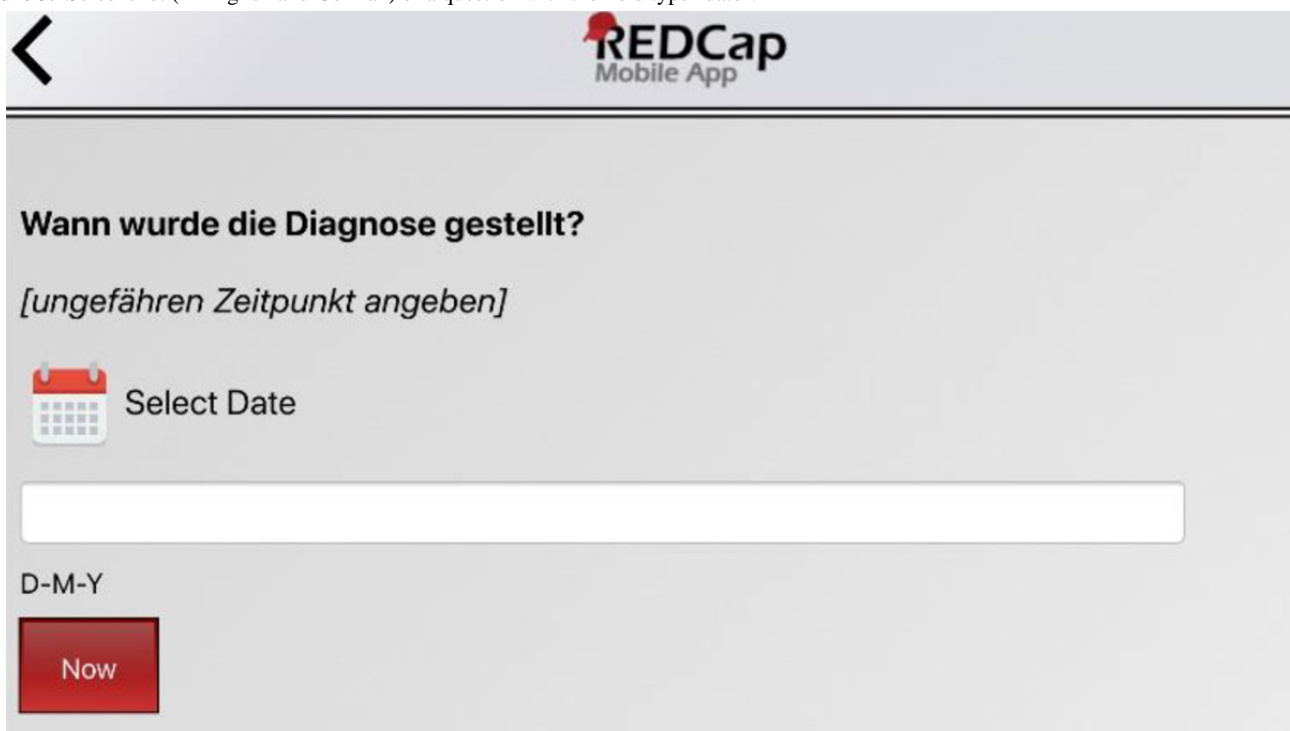 REDCap
Mobile App
Wann wurde die Diagnose gestellt?
[ungefähren Zeitpunkt angeben]
Select Date
D-M-Y
Now